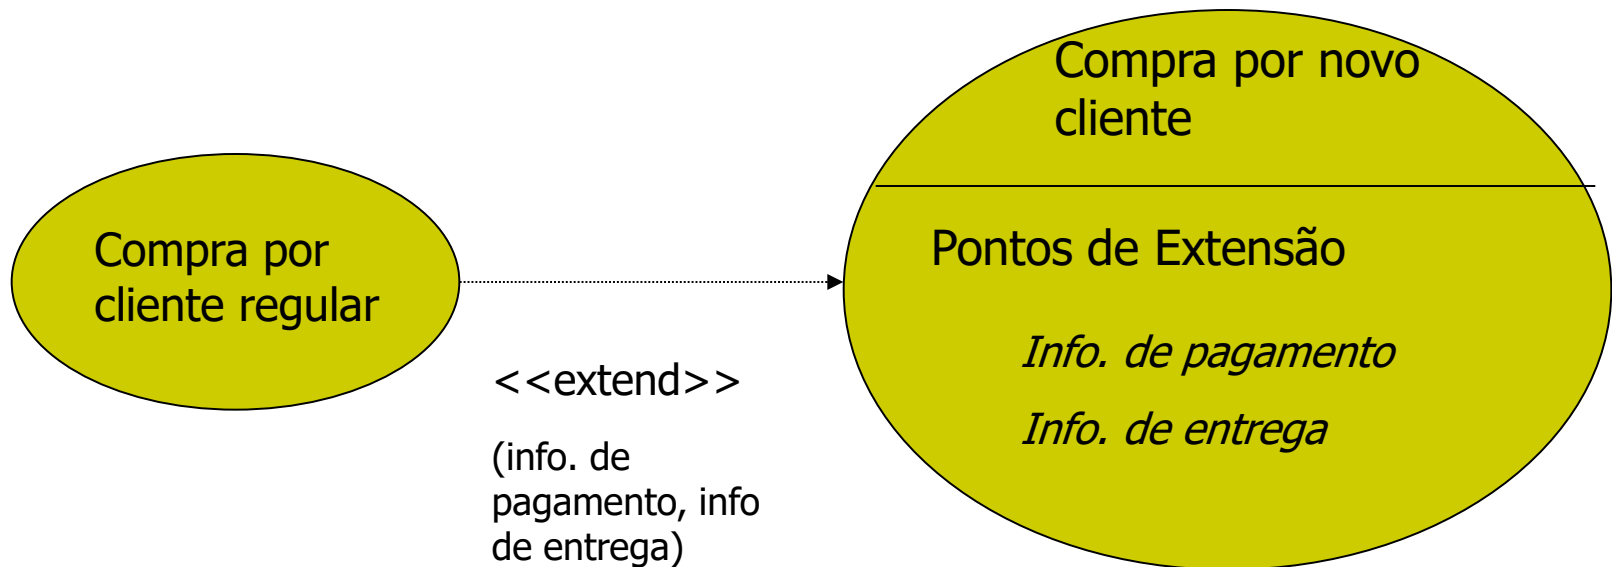 Compra por novo
cliente
Compra por
cliente regular
Pontos de Extensão
Info. de pagamento
Info. de entrega
<<extend>>
(info. de
pagamento, info
de entrega)